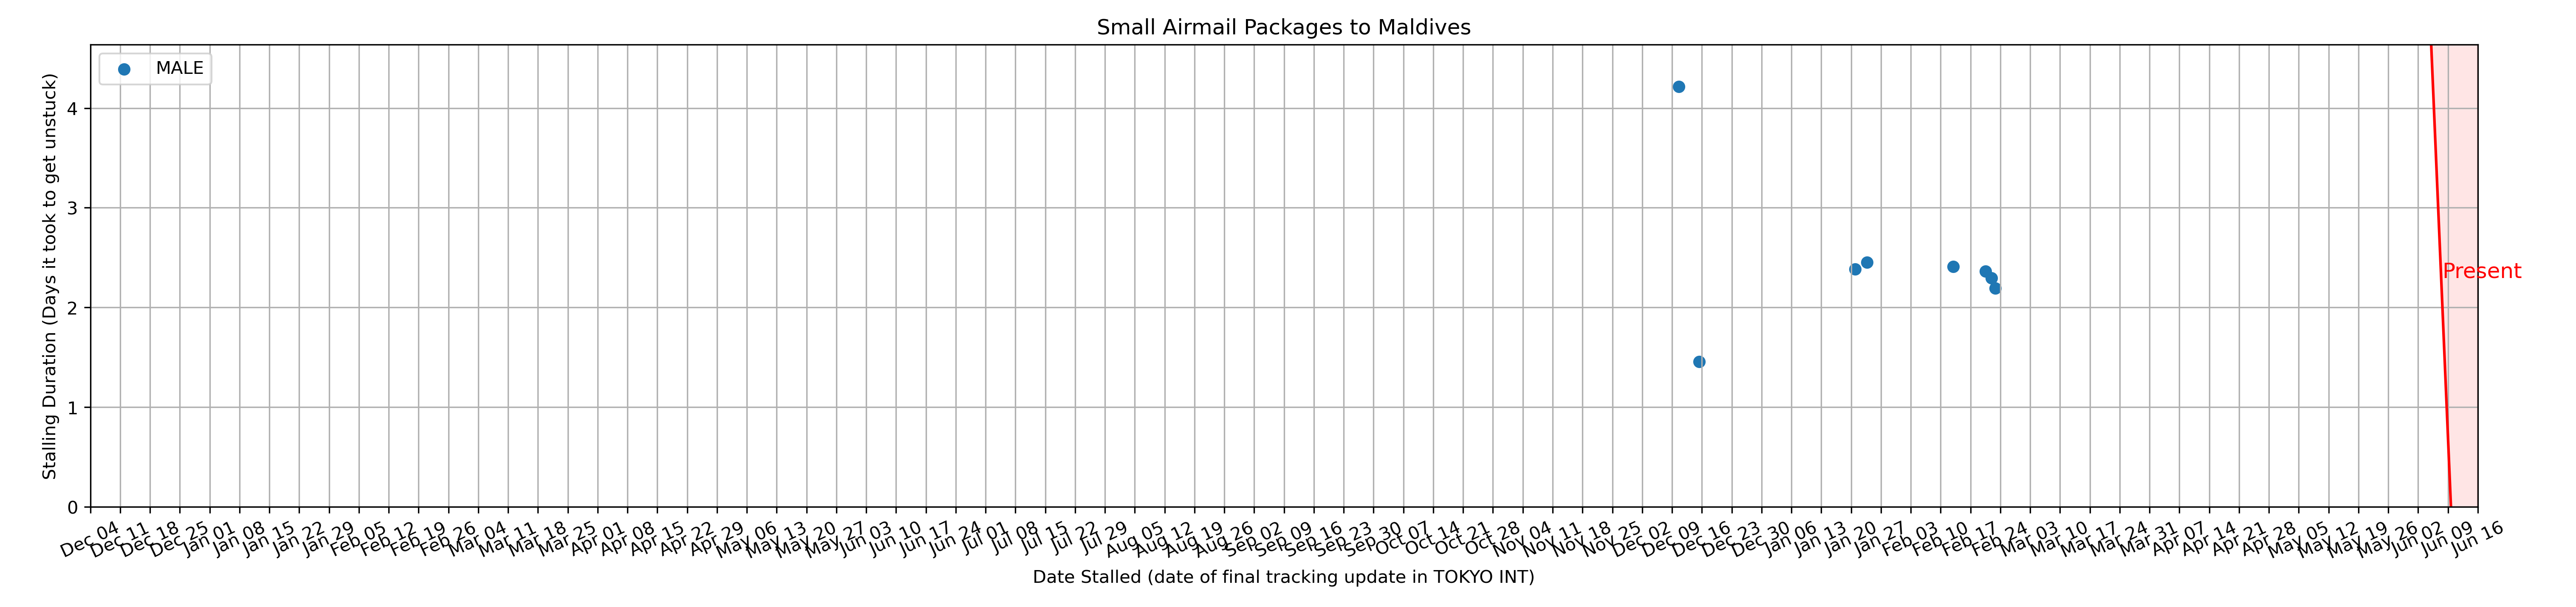 Small Airmail Packages to Maldives
MALE
Stalling Duration (Days it took to get unstuck)
4
3
2
1
0
Present
Dec 04
Dec 11
Dec 18
Dec 25
Jan 01
Jan 08
Jan 15
Jan 22
Jan 29
Feb 05
Feb 12
Feb 19
Feb 26
Mar 04
Mar 11
Mar 18
Mar 25
Apr 01
Apr 08
Apr 15
Apr 22
Apr 29
May 06
May 13
May 20
May 27
Jun 03
Jun 10
Jun 17
Jun 24
Jul 01
Jul 08
Jul 15
Jul 22
Jul 29
Aug 05
Aug 12
Aug 19
Aug 26
Sep 02
Sep 09
Sep 16
Sep 23
Sep 30
Oct 07
Oct 14
Oct 21
Oct 28
Nov 04
Nov 11
Nov 18
Nov 25
Dec 02
Dec 09
Dec 16
Dec 23
Dec 30
Jan 06
Jan 13
Jan 20
Jan 27
Feb 03
Feb 10
Feb 17
Feb 24
Mar 03
Mar 10
Mar 17
Mar 24
Mar 31
Apr 07
Apr 14
Apr 21
Apr 28
May 05
May 12
May 19
May 26
Jun 02
Jun 09
Jun 16
Date Stalled (date of final tracking update in TOKYO INT)